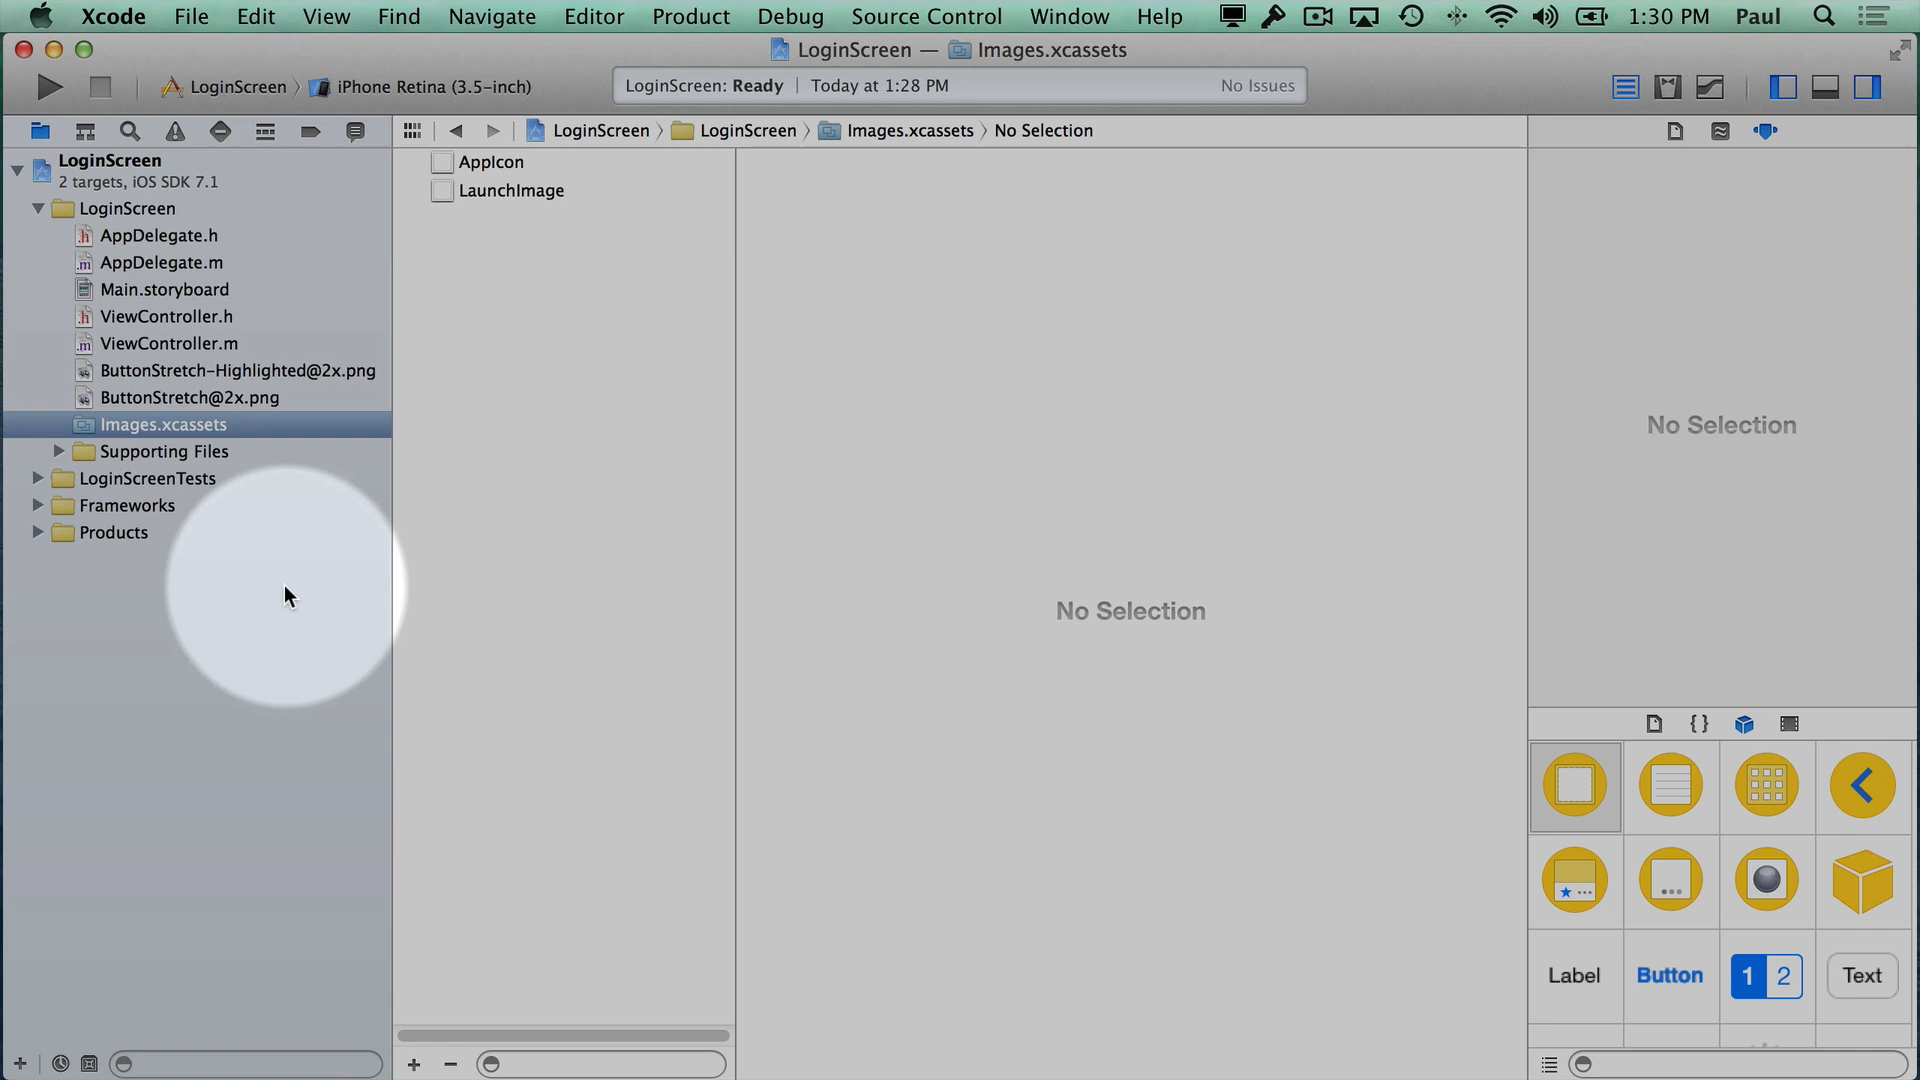 Xcode File Edit View Find Navigate Editor Product Debug Source Control Window Help 1:30 PM Paul
LoginScreen — Images.xcassets
LoginScreen iPhone Retina (3.5-inch) LoginScreen: Ready Today at 1:28 PM No Issues
LoginScreen LoginScreen Images.xcassets No Selection
LoginScreen
2 targets, iOS SDK 7.1
LoginScreen
AppDelegate.h
AppDelegate.m
Main.storyboard
ViewController.h
ViewController.m
ButtonStretch-Highlighted@2x.png
ButtonStretch@2x.png
Images.xcassets
Supporting Files
LoginScreenTests
Frameworks
Products
AppIcon
LaunchImage
No Selection
No Selection
Label Button 1 2 Text